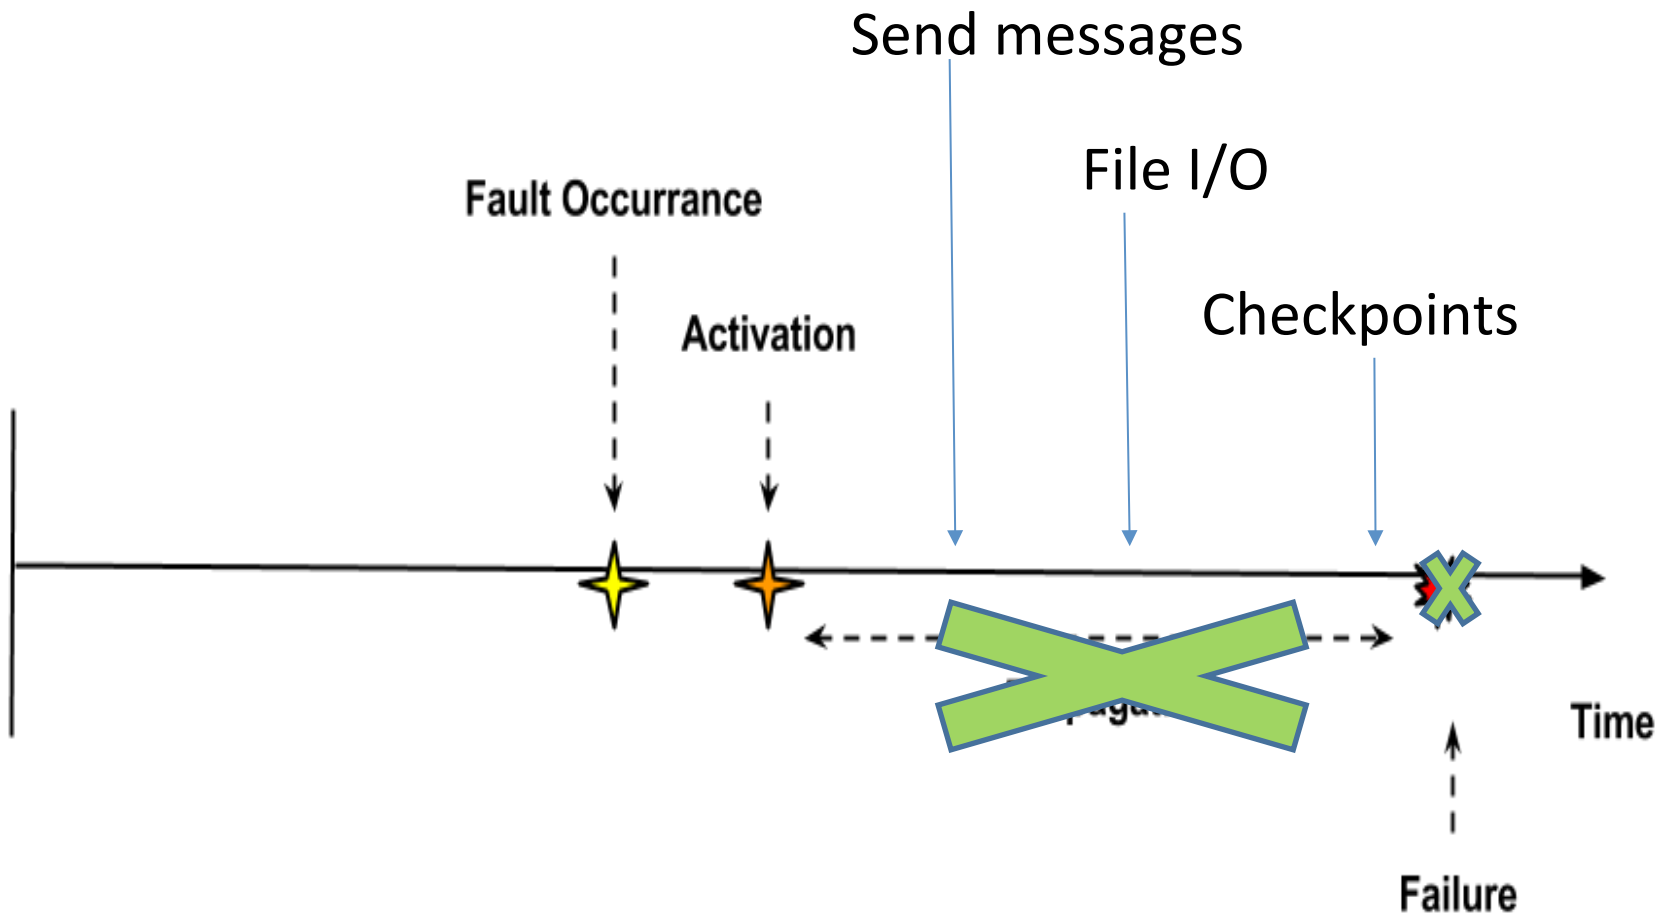 Send messages
File I/O
Fault Occurrance
Checkpoints
Activation
Time
Failure